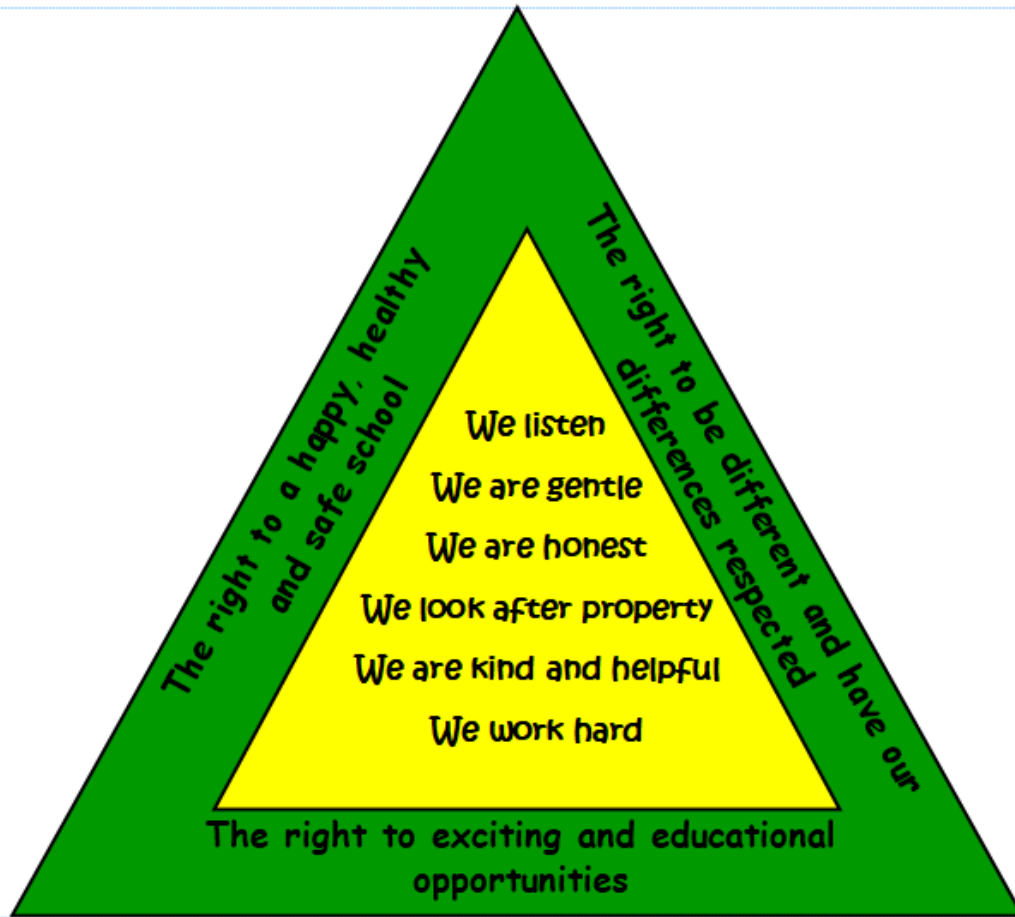 The right to a happy, healthy
and safe school
The right to be different and have our
differences respected
We listen
We are gentle
We are honest
We look after property
We are kind and helpful
We work hard
The right to exciting and educational
opportunities